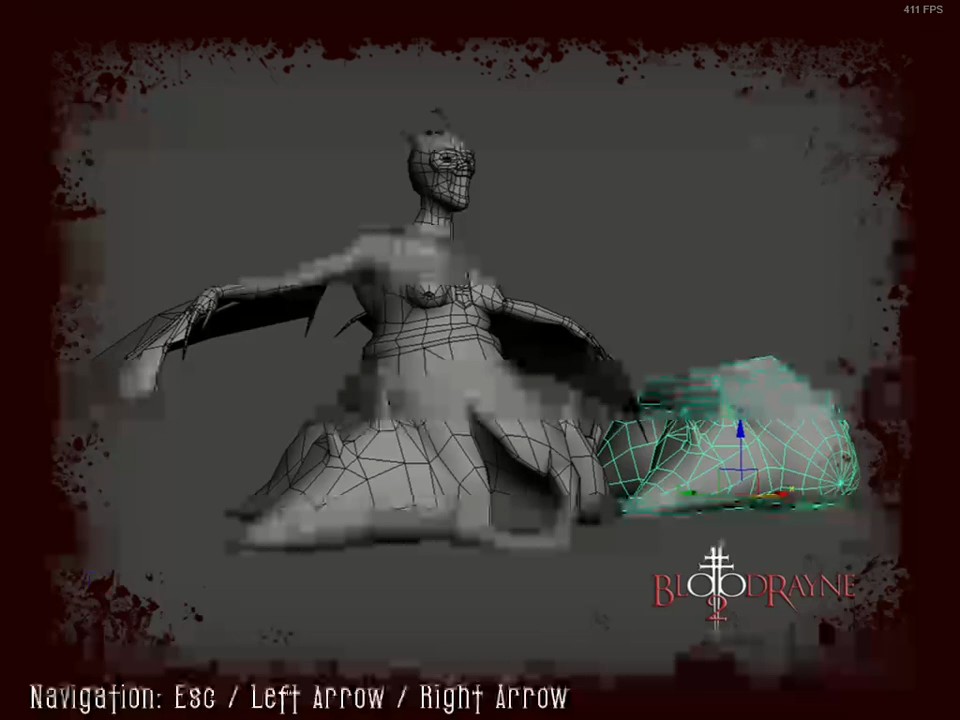 411 FPS
BLOODRAYNE
2
Navigation: Esc / Left Arrow / Right Arrow